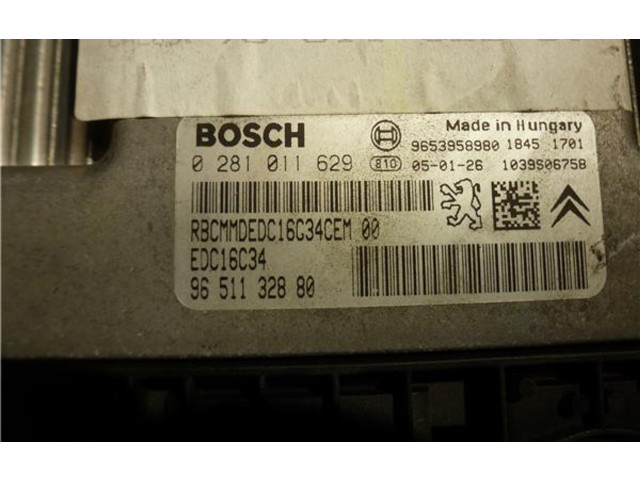 BOSCH
Made in Hungary
9653958980 1845 1701
0 281 011 629 810 05-01-26 1039S06758
RBCMMDEDC16C34CEM 00
EDC16C34
96 511 328 80